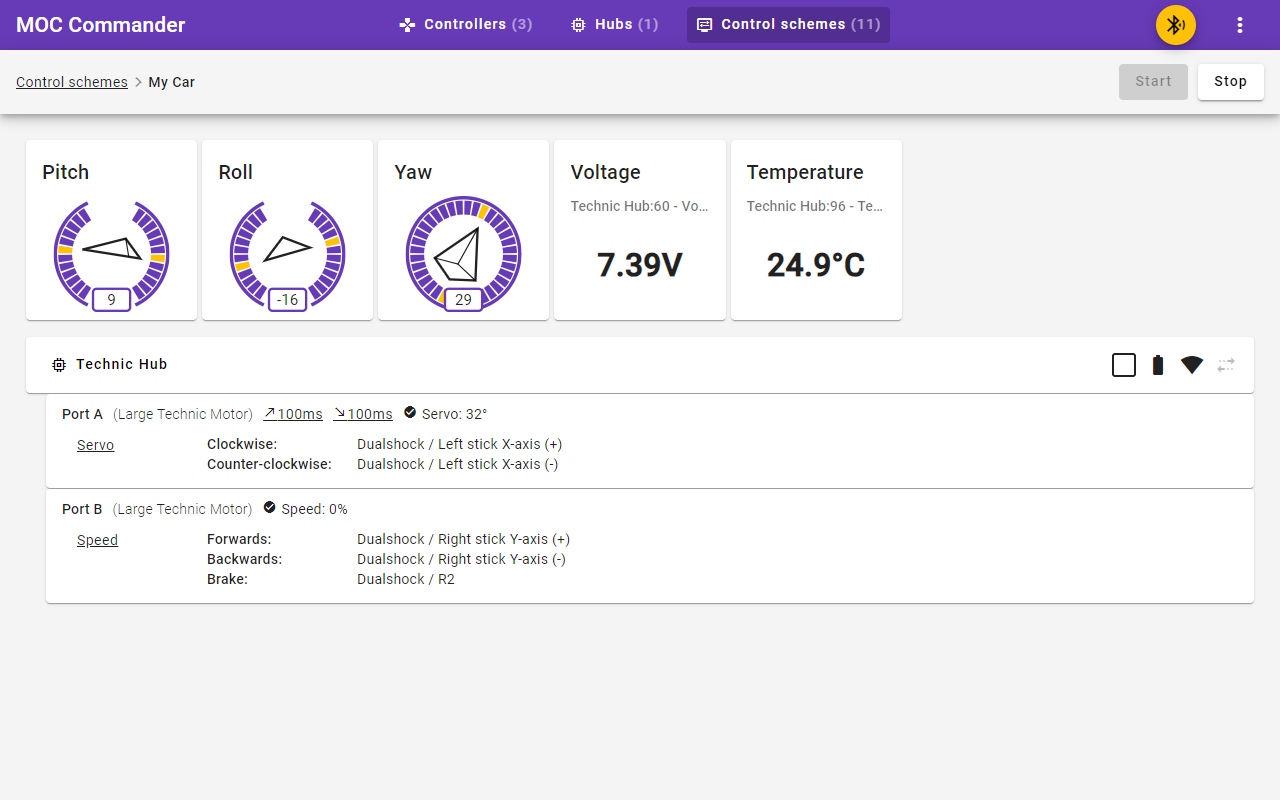 MOC Commander
Controllers (3)
Hubs (1)
Control schemes (11)
Control schemes > My Car
Start
Stop
Pitch
9
Roll
-16
Yaw
29
Voltage
Technic Hub:60 - Vo...
7.39V
Temperature
Technic Hub:96 - Te...
24.9°C
Technic Hub
Port A (Large Technic Motor) 100ms 100ms Servo: 32°
Servo
Clockwise: Dualshock / Left stick X-axis (+)
Counter-clockwise: Dualshock / Left stick X-axis (-)
Port B (Large Technic Motor) Speed: 0%
Speed
Forwards: Dualshock / Right stick Y-axis (+)
Backwards: Dualshock / Right stick Y-axis (-)
Brake: Dualshock / R2